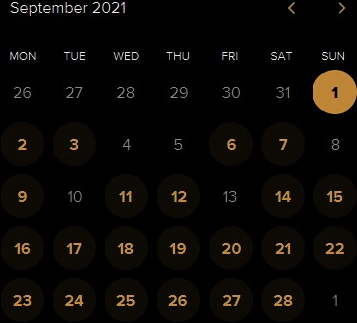 September 2021
MON TUE WED THU FRI SAT SUN
26 27 28 29 30 31 1
2 3 4 5 6 7 8
9 10 11 12 13 14 15
16 17 18 19 20 21 22
23 24 25 26 27 28 1